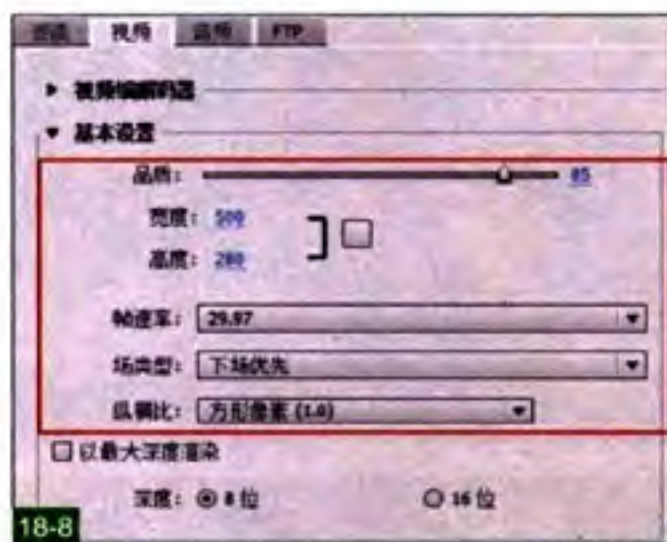 滤镜 视频 音频 FTP
视频编解码器
基本设置
品质: 85
宽度: 500
高度: 280
帧速率: 29.97
场类型: 下场优先
纵横比: 方形像素 (1.0)
以最大深度渲染
深度: 8 位 16 位
18-8